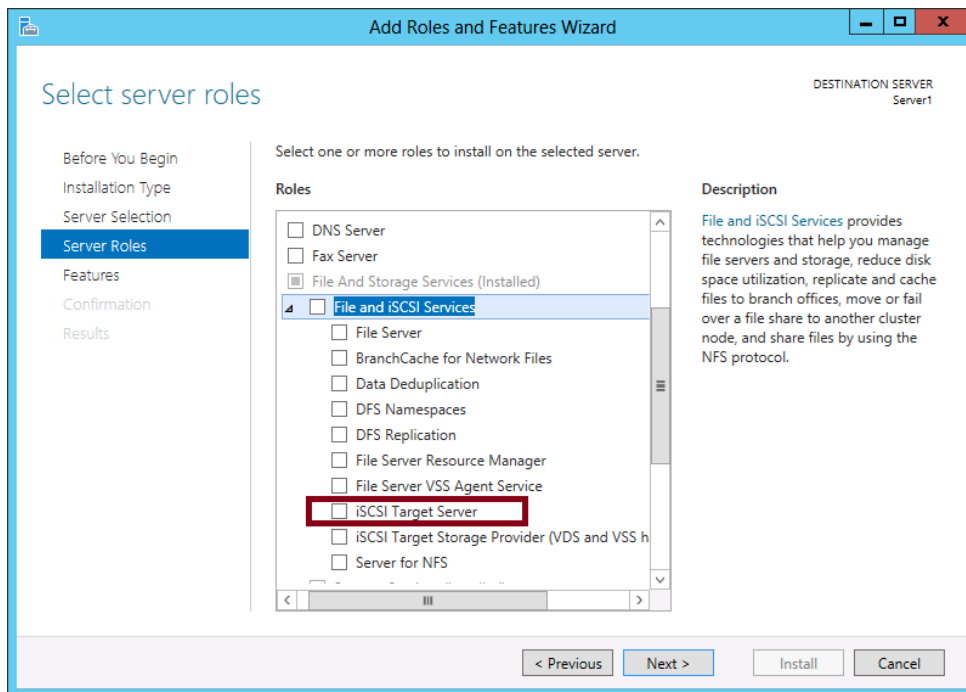 Add Roles and Features Wizard
Select server roles
DESTINATION SERVER
Server1
Before You Begin
Installation Type
Server Selection
Server Roles
Features
Confirmation
Results
Select one or more roles to install on the selected server.
Roles
DNS Server
Fax Server
File And Storage Services (Installed)
File and iSCSI Services
File Server
BranchCache for Network Files
Data Deduplication
DFS Namespaces
DFS Replication
File Server Resource Manager
File Server VSS Agent Service
iSCSI Target Server
iSCSI Target Storage Provider (VDS and VSS h
Server for NFS
Description
File and iSCSI Services provides
technologies that help you manage
file servers and storage, reduce disk
space utilization, replicate and cache
files to branch offices, move or fail
over a file share to another cluster
node, and share files by using the
NFS protocol.
< Previous
Next >
Install
Cancel